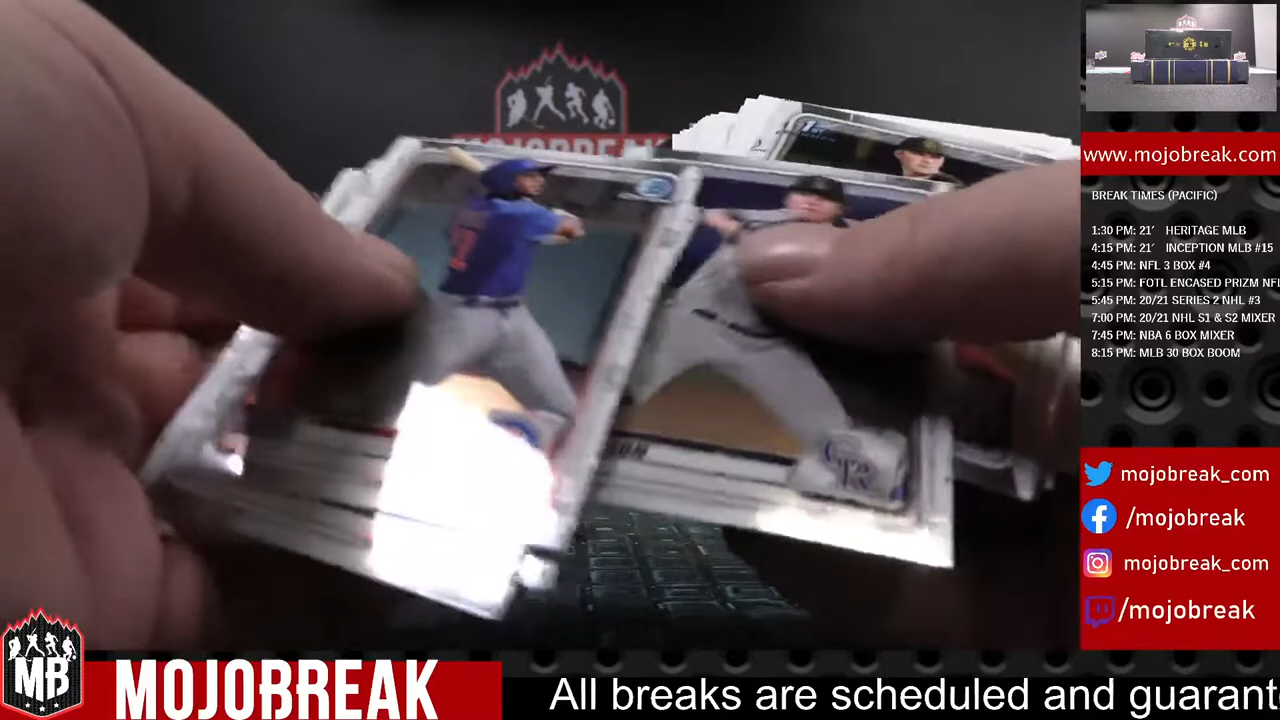 MOJOBREAK
1ST
www.mojobreak.com
BREAK TIMES (PACIFIC)
1:30 PM: 21' HERITAGE MLB
4:15 PM: 21' INCEPTION MLB #15
4:45 PM: NFL 3 BOX #4
5:15 PM: FOTL ENCASED PRIZM NFL
5:45 PM: 20/21 SERIES 2 NHL #3
7:00 PM: 20/21 NHL S1 & S2 MIXER
7:45 PM: NBA 6 BOX MIXER
8:15 PM: MLB 30 BOX BOOM
mojobreak_com
/mojobreak
mojobreak_com
/mojobreak
MB
MOJOBREAK
All breaks are scheduled and guarant